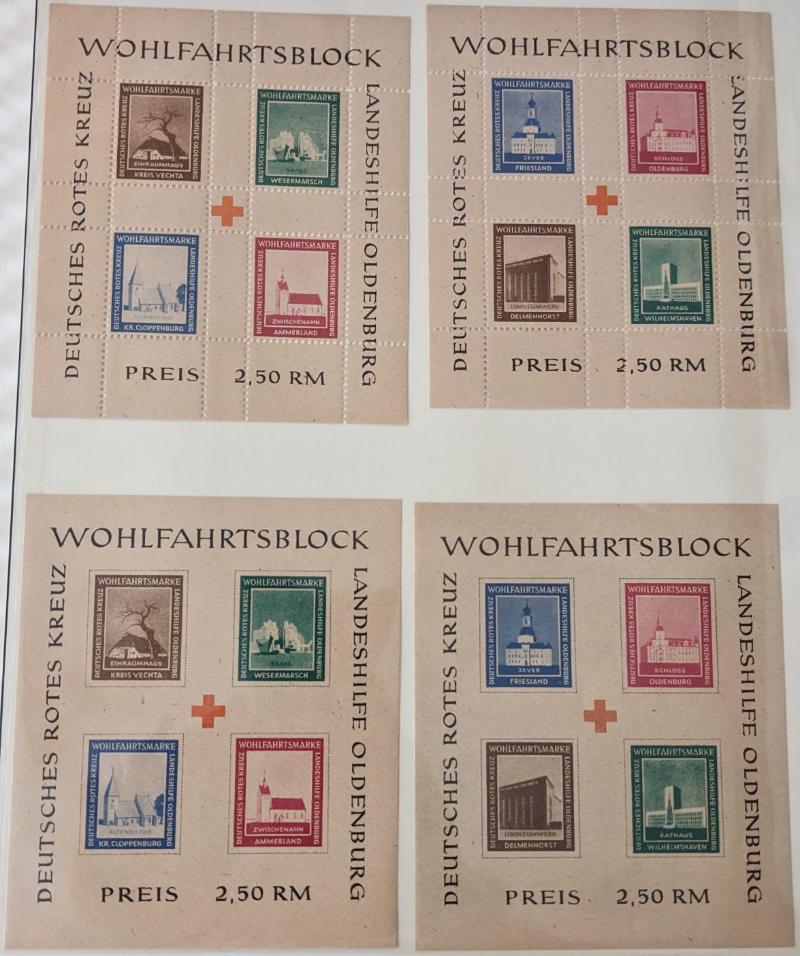 WOHLFAHRTSBLOCK
DEUTSCHES ROTES KREUZ
LANDESHILFE OLDENBURG
WOHLFAHRTSMARKE
DEUTSCHES ROTES KREUZ
LANDESHILFE OLDENBURG
EINRAUMHAUS
KREIS VECHTA
WOHLFAHRTSMARKE
DEUTSCHES ROTES KREUZ
LANDESHILFE OLDENBURG
BRAKE
WESERMARSCH
WOHLFAHRTSMARKE
DEUTSCHES ROTES KREUZ
LANDESHILFE OLDENBURG
KR. CLOPPENBURG
WOHLFAHRTSMARKE
DEUTSCHES ROTES KREUZ
LANDESHILFE OLDENBURG
ZWISCHENAHN
AMMERLAND
PREIS 2,50 RM
WOHLFAHRTSBLOCK
DEUTSCHES ROTES KREUZ
LANDESHILFE OLDENBURG
WOHLFAHRTSMARKE
DEUTSCHES ROTES KREUZ
LANDESHILFE OLDENBURG
JEVER
FRIESLAND
WOHLFAHRTSMARKE
DEUTSCHES ROTES KREUZ
LANDESHILFE OLDENBURG
SCHLOSS
OLDENBURG
WOHLFAHRTSMARKE
DEUTSCHES ROTES KREUZ
LANDESHILFE OLDENBURG
LINOLEUMWERK
DELMENHORST
WOHLFAHRTSMARKE
DEUTSCHES ROTES KREUZ
LANDESHILFE OLDENBURG
RATHAUS
WILHELMSHAVEN
PREIS 2,50 RM
WOHLFAHRTSBLOCK
DEUTSCHES ROTES KREUZ
LANDESHILFE OLDENBURG
WOHLFAHRTSMARKE
DEUTSCHES ROTES KREUZ
LANDESHILFE OLDENBURG
EINRAUMHAUS
KREIS VECHTA
WOHLFAHRTSMARKE
DEUTSCHES ROTES KREUZ
LANDESHILFE OLDENBURG
BRAKE
WESERMARSCH
WOHLFAHRTSMARKE
DEUTSCHES ROTES KREUZ
LANDESHILFE OLDENBURG
KR. CLOPPENBURG
WOHLFAHRTSMARKE
DEUTSCHES ROTES KREUZ
LANDESHILFE OLDENBURG
ZWISCHENAHN
AMMERLAND
PREIS 2,50 RM
WOHLFAHRTSBLOCK
DEUTSCHES ROTES KREUZ
LANDESHILFE OLDENBURG
WOHLFAHRTSMARKE
DEUTSCHES ROTES KREUZ
LANDESHILFE OLDENBURG
JEVER
FRIESLAND
WOHLFAHRTSMARKE
DEUTSCHES ROTES KREUZ
LANDESHILFE OLDENBURG
SCHLOSS
OLDENBURG
WOHLFAHRTSMARKE
DEUTSCHES ROTES KREUZ
LANDESHILFE OLDENBURG
LINOLEUMWERK
DELMENHORST
WOHLFAHRTSMARKE
DEUTSCHES ROTES KREUZ
LANDESHILFE OLDENBURG
RATHAUS
WILHELMSHAVEN
PREIS 2,50 RM